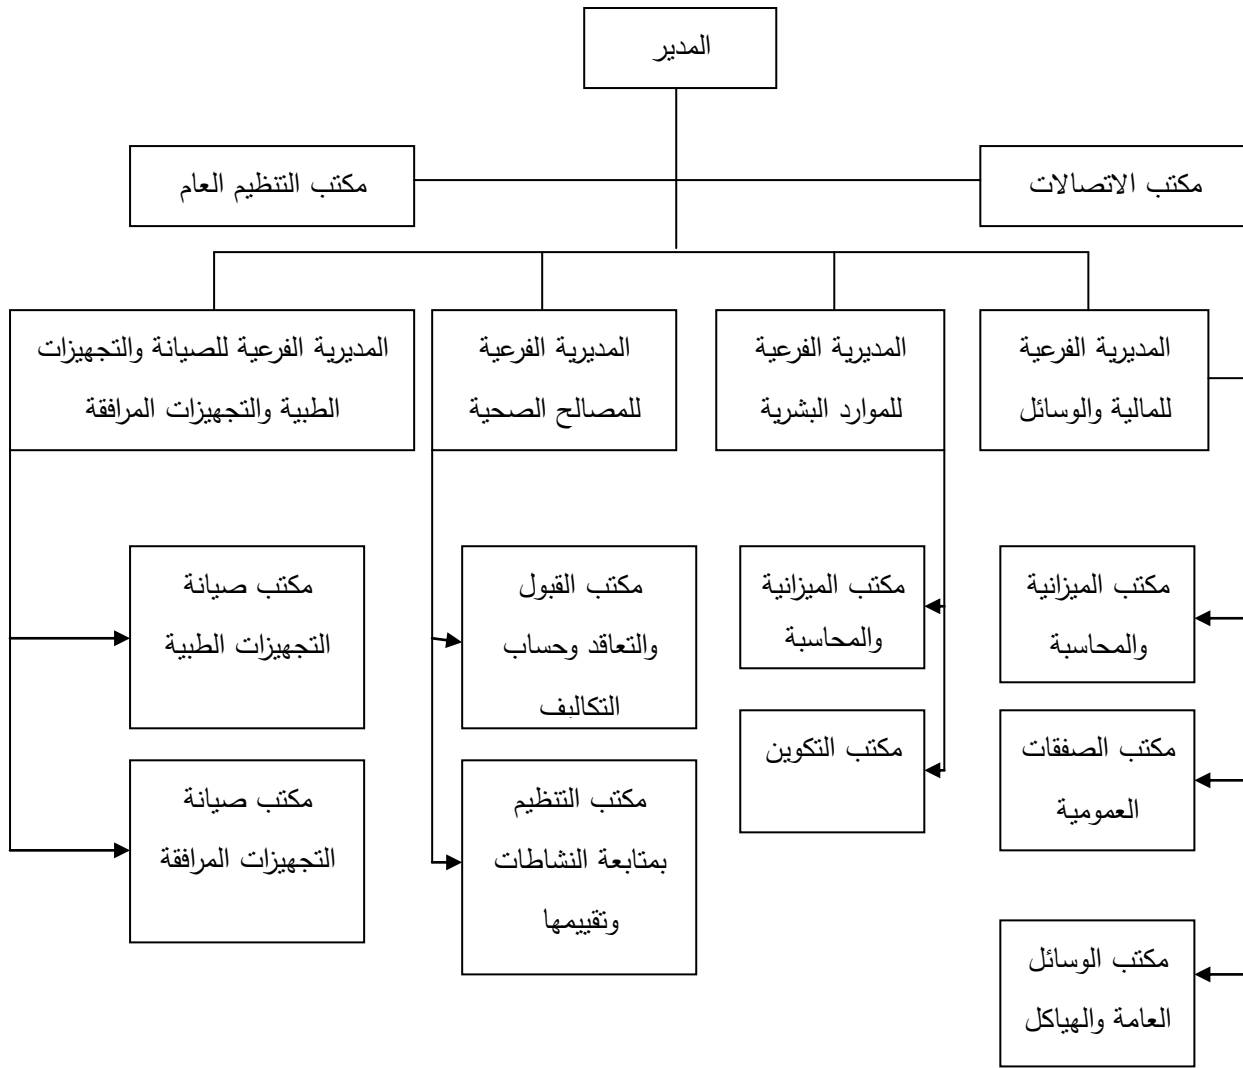 المدير
مكتب الاتصالات
مكتب التنظيم العام
المديرية الفرعية
للمالية والوسائل
المديرية الفرعية
للموارد البشرية
المديرية الفرعية
للمصالح الصحية
المديرية الفرعية للصيانة والتجهيزات
الطبية والتجهيزات المرافقة
مكتب الميزانية
والمحاسبة
مكتب الصفقات
العمومية
مكتب الوسائل
العامة والهياكل
مكتب الميزانية
والمحاسبة
مكتب التكوين
مكتب القبول
والتعاقد وحساب
التكاليف
مكتب التنظيم
بمتابعة النشاطات
وتقييمها
مكتب صيانة
التجهيزات الطبية
مكتب صيانة
التجهيزات المرافقة